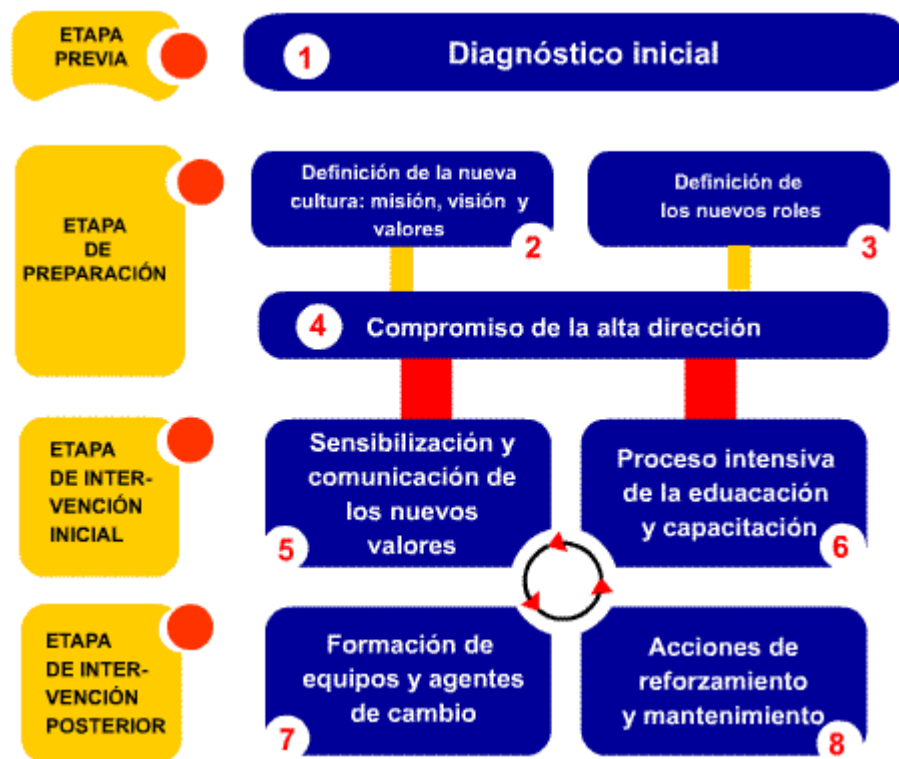 ETAPA
PREVIA
1
Diagnóstico inicial
ETAPA
DE
PREPARACIÓN
Definición de la nueva
cultura: misión, visión y
valores
2
Definición de
los nuevos roles
3
4
Compromiso de la alta dirección
ETAPA
DE INTER-
VENCIÓN
INICIAL
Sensibilización y
comunicación de
los nuevos
valores
5
Proceso intensiva
de la eduacación
y capacitación
6
ETAPA
DE INTER-
VENCIÓN
POSTERIOR
Formación de
equipos y agentes
de cambio
7
Acciones de
reforzamiento
y mantenimiento
8